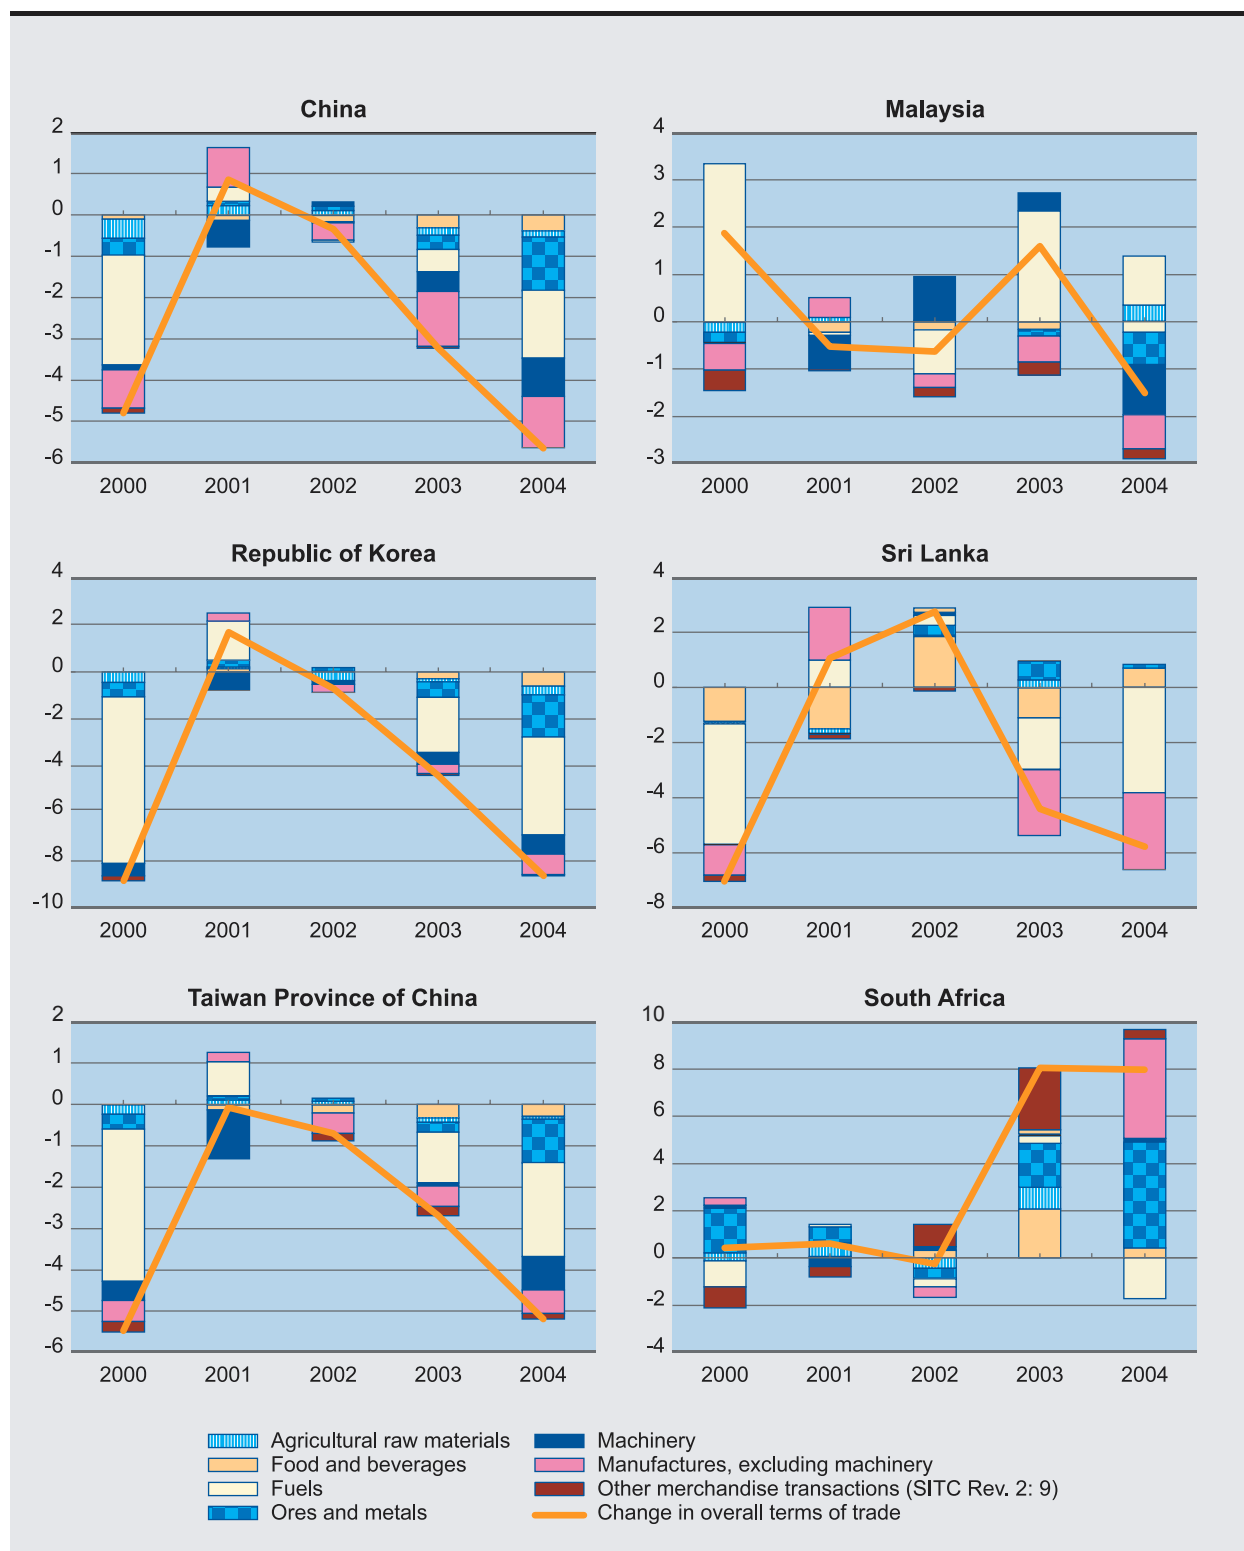 China
2
1
0
-1
-2
-3
-4
-5
-6
2000 2001 2002 2003 2004
Malaysia
4
3
2
1
0
-1
-2
-3
2000 2001 2002 2003 2004
Republic of Korea
4
2
0
-2
-4
-6
-8
-10
2000 2001 2002 2003 2004
Sri Lanka
4
2
0
-2
-4
-6
-8
2000 2001 2002 2003 2004
Taiwan Province of China
2
1
0
-1
-2
-3
-4
-5
-6
2000 2001 2002 2003 2004
South Africa
10
8
6
4
2
0
-2
-4
2000 2001 2002 2003 2004
Agricultural raw materials
Food and beverages
Fuels
Ores and metals
Machinery
Manufactures, excluding machinery
Other merchandise transactions (SITC Rev. 2: 9)
Change in overall terms of trade